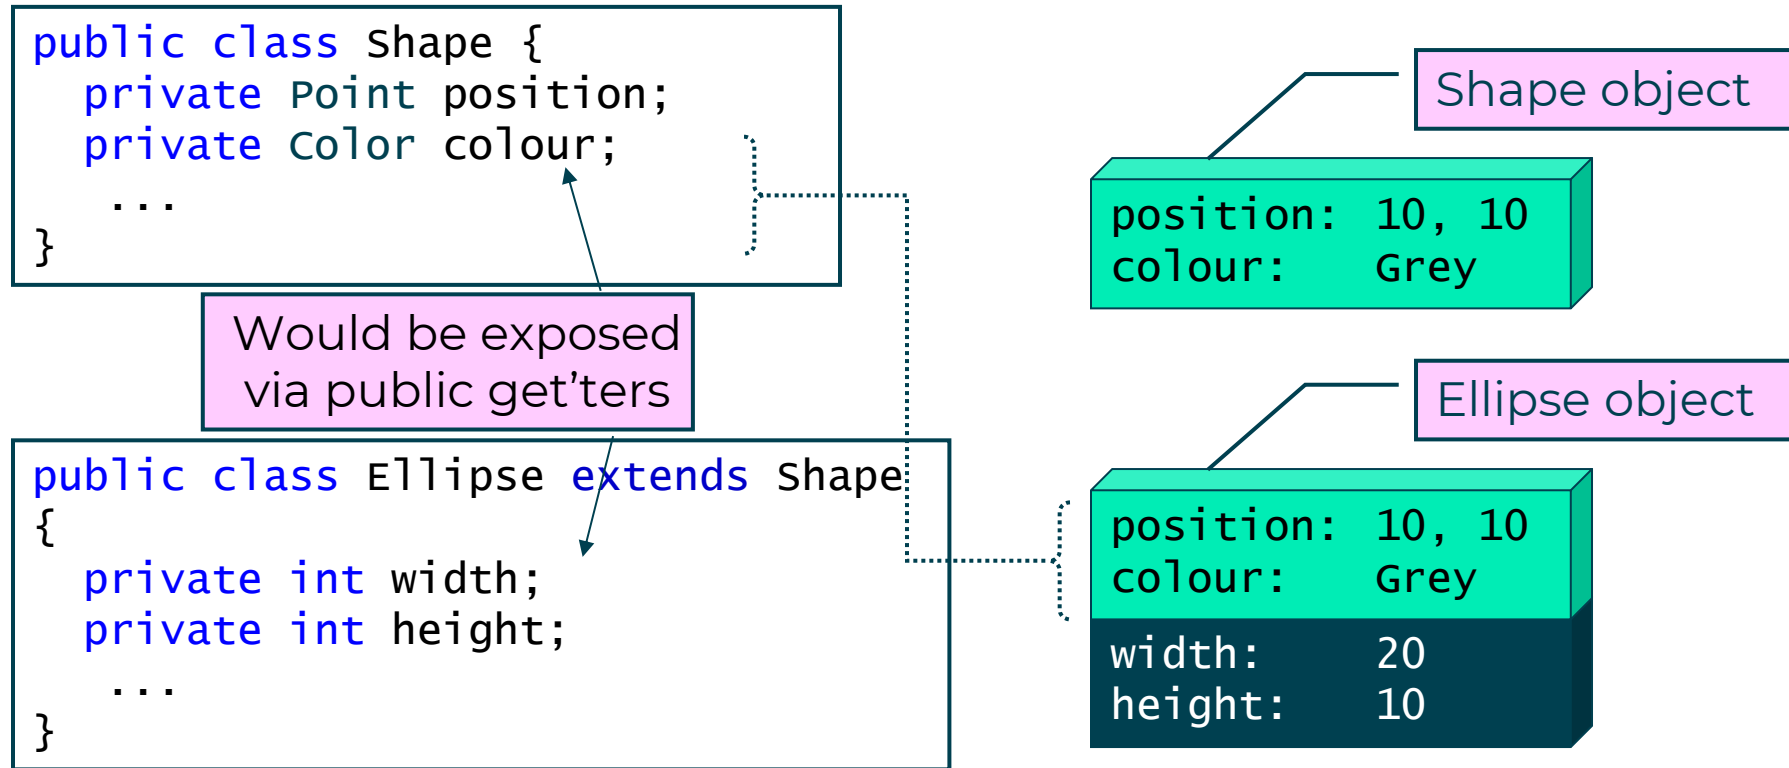 public class Shape {
private Point position;
private Color colour;
...
}
Would be exposed
via public get’ters
public class Ellipse extends Shape
{
private int width;
private int height;
...
}
Shape object
position: 10, 10
colour: Grey
Ellipse object
position: 10, 10
colour: Grey
width: 20
height: 10